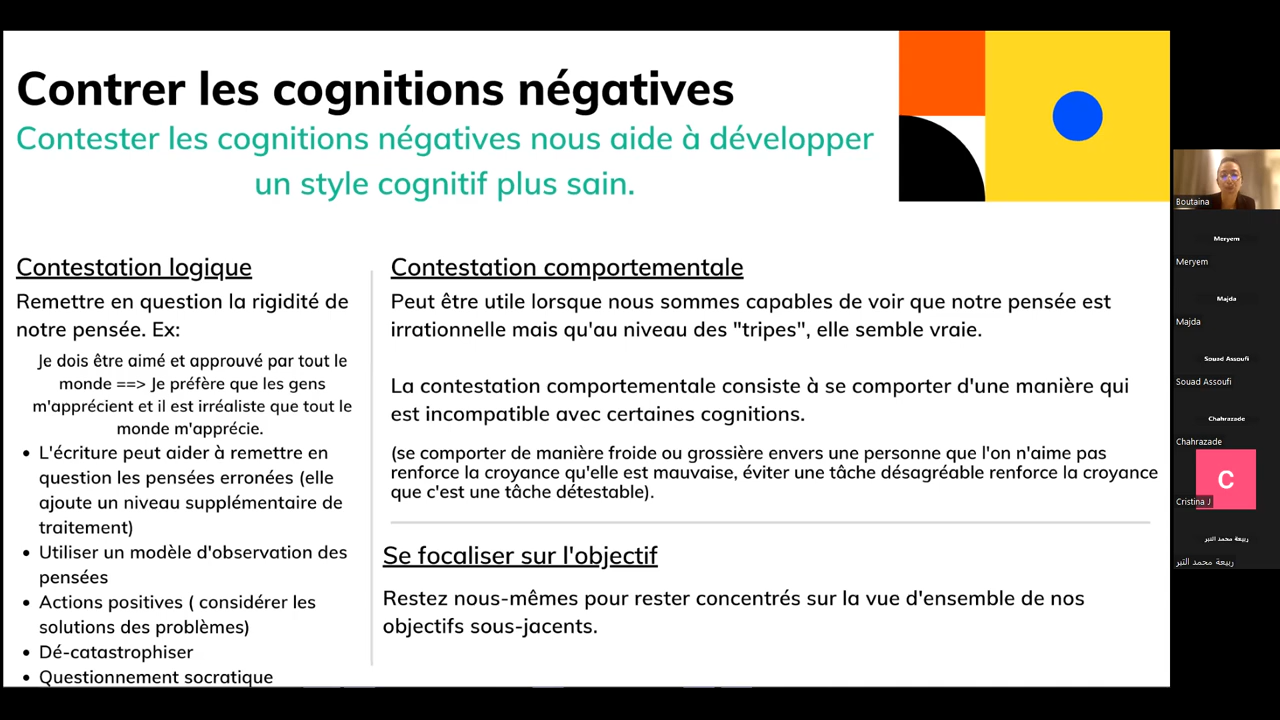 Contrer les cognitions négatives
Contester les cognitions négatives nous aide à développer
un style cognitif plus sain.
Contestation logique
Remettre en question la rigidité de
notre pensée. Ex:
Je dois être aimé et approuvé par tout le
monde ==> Je préfère que les gens
m'apprécient et il est irréaliste que tout le
monde m'apprécie.
• L'écriture peut aider à remettre en
question les pensées erronées (elle
ajoute un niveau supplémentaire de
traitement)
• Utiliser un modèle d'observation des
pensées
• Actions positives ( considérer les
solutions des problèmes)
• Dé-catastrophiser
• Questionnement socratique
Contestation comportementale
Peut être utile lorsque nous sommes capables de voir que notre pensée est
irrationnelle mais qu'au niveau des "tripes", elle semble vraie.
La contestation comportementale consiste à se comporter d'une manière qui
est incompatible avec certaines cognitions.
(se comporter de manière froide ou grossière envers une personne que l'on n'aime pas
renforce la croyance qu'elle est mauvaise, éviter une tâche désagréable renforce la croyance
que c'est une tâche détestable).
Se focaliser sur l'objectif
Restez nous-mêmes pour rester concentrés sur la vue d'ensemble de nos
objectifs sous-jacents.
Boutaina
Meryem
Meryem
Majda
Majda
Souad Assoufi
Souad Assoufi
Chahrazade
Chahrazade
C
Cristina J
ربيعة محمد التبر
ربيعة محمد التبر